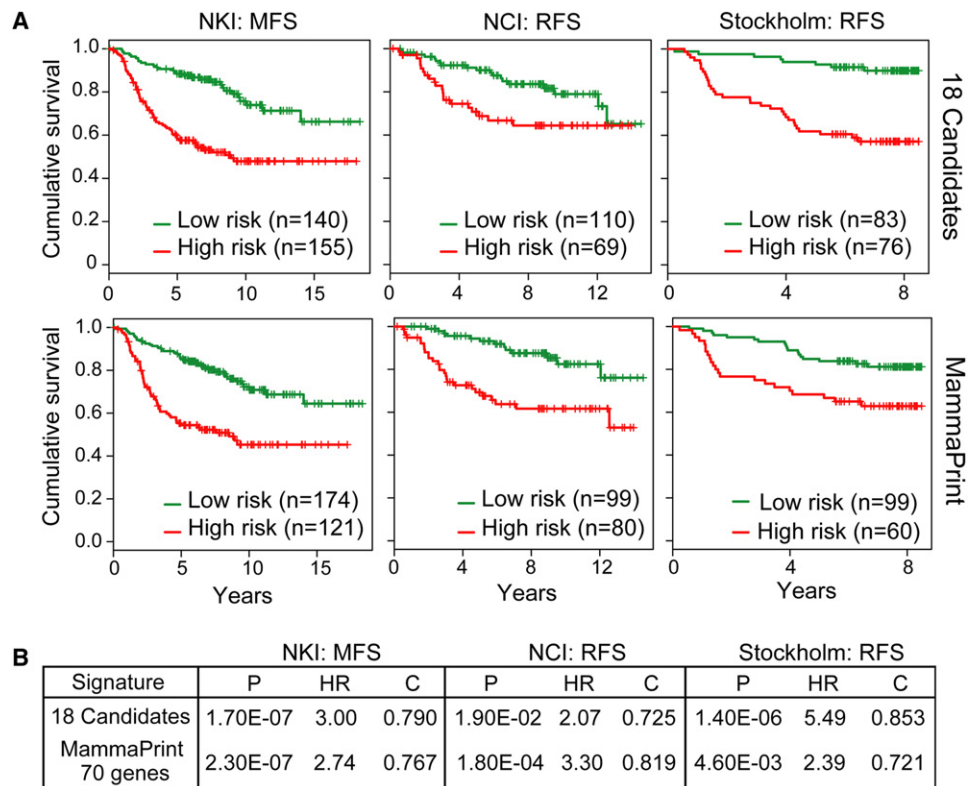 A
NKI: MFS
NCI: RFS
Stockholm: RFS
Cumulative survival
1.0
0.8
0.6
0.4
0.2
0.0
Low risk (n=140)
High risk (n=155)
0 5 10 15
Low risk (n=110)
High risk (n=69)
0 4 8 12
Low risk (n=83)
High risk (n=76)
0 4 8
18 Candidates
Cumulative survival
1.0
0.8
0.6
0.4
0.2
0.0
Low risk (n=174)
High risk (n=121)
0 5 10 15
Years
Low risk (n=99)
High risk (n=80)
0 4 8 12
Years
Low risk (n=99)
High risk (n=60)
0 4 8
Years
MammaPrint
B
NKI: MFS NCI: RFS Stockholm: RFS
Signature P HR C P HR C P HR C
18 Candidates 1.70E-07 3.00 0.790 1.90E-02 2.07 0.725 1.40E-06 5.49 0.853
MammaPrint
70 genes 2.30E-07 2.74 0.767 1.80E-04 3.30 0.819 4.60E-03 2.39 0.721